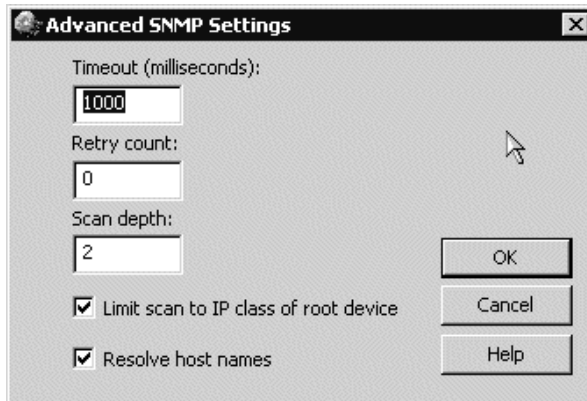 Advanced SNMP Settings
Timeout (milliseconds):
1000
Retry count:
0
Scan depth:
2
Limit scan to IP class of root device
Resolve host names
OK
Cancel
Help